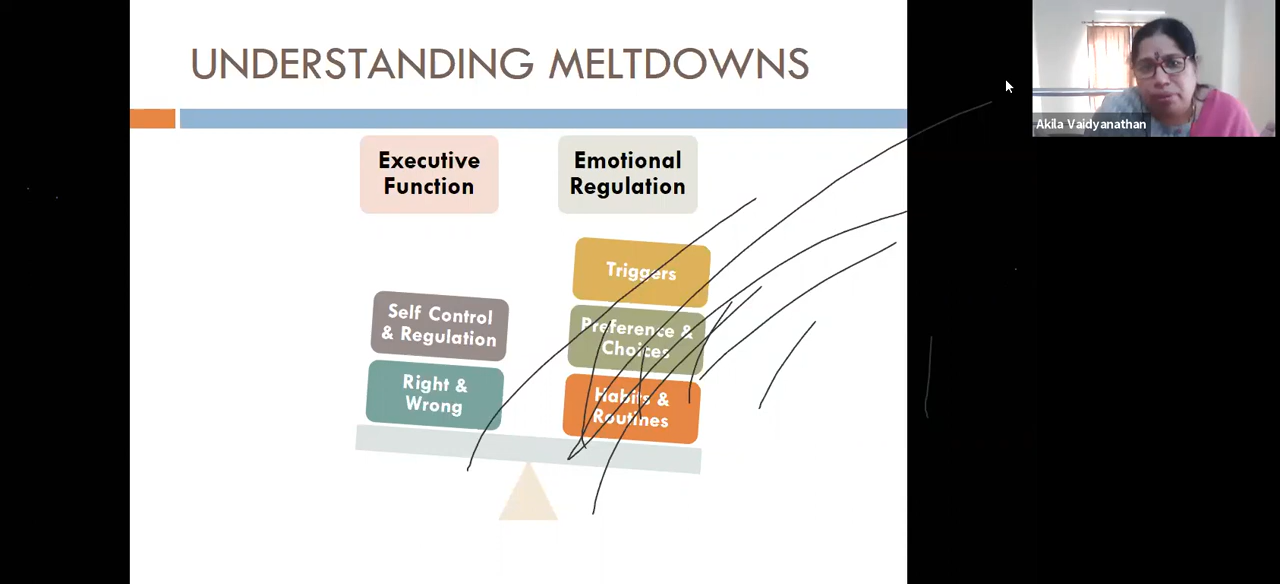 UNDERSTANDING MELTDOWNS
Akila Vaidyanathan
Executive
Function
Emotional
Regulation
Triggers
Self Control
& Regulation
Preference &
Choices
Right &
Wrong
Habits &
Routines